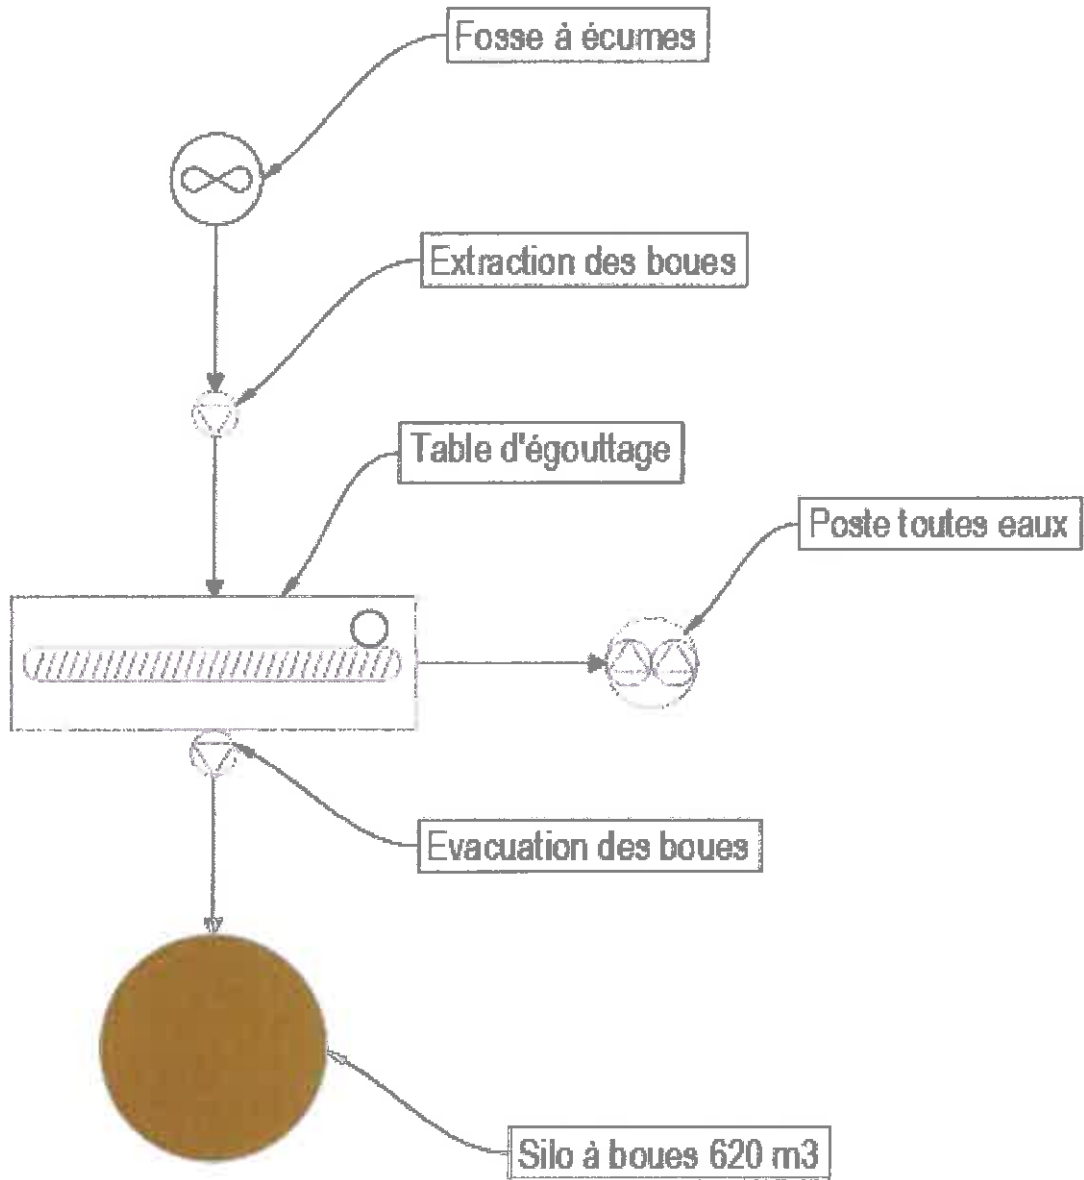 Fosse à écumes
Extraction des boues
Table d'égouttage
Poste toutes eaux
Evacuation des boues
Silo à boues 620 m3